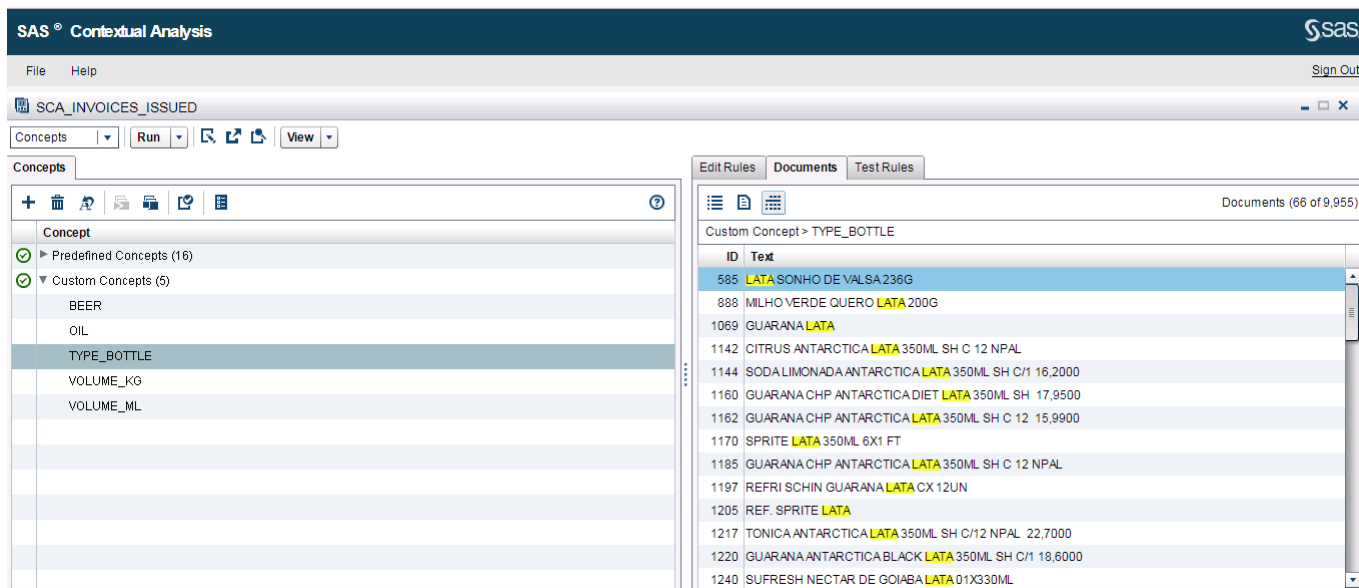 SAS ® Contextual Analysis
sas
File Help
Sign Out
SCA_INVOICES_ISSUED
Concepts Run View
Concepts
Edit Rules Documents Test Rules
Documents (66 of 9,955)
Concept
Custom Concept > TYPE_BOTTLE
Predefined Concepts (16)
ID Text
Custom Concepts (5)
585 LATA SONHO DE VALSA 236G
BEER
888 MILHO VERDE QUERO LATA 200G
OIL
1069 GUARANA LATA
TYPE_BOTTLE
1142 CITRUS ANTARCTICA LATA 350ML SH C 12 NPAL
VOLUME_KG
1144 SODA LIMONADA ANTARCTICA LATA 350ML SH C/1 16,2000
VOLUME_ML
1160 GUARANA CHP ANTARCTICA DIET LATA 350ML SH 17,9500
1162 GUARANA CHP ANTARCTICA LATA 350ML SH C 12 15,9900
1170 SPRITE LATA 350ML 6X1 FT
1185 GUARANA CHP ANTARCTICA LATA 350ML SH C 12 NPAL
1197 REFRI SCHIN GUARANA LATA CX 12UN
1205 REF. SPRITE LATA
1217 TONICA ANTARCTICA LATA 350ML SH C/12 NPAL 22,7000
1220 GUARANA ANTARCTICA BLACK LATA 350ML SH C/1 18,6000
1240 SUFRESH NECTAR DE GOIABA LATA 01X330ML